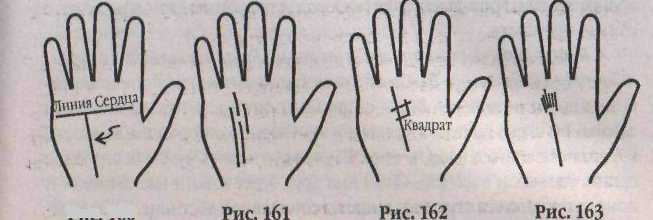 Линия Сердца
Квадрат
Рис. 161
Рис. 162
Рис. 163